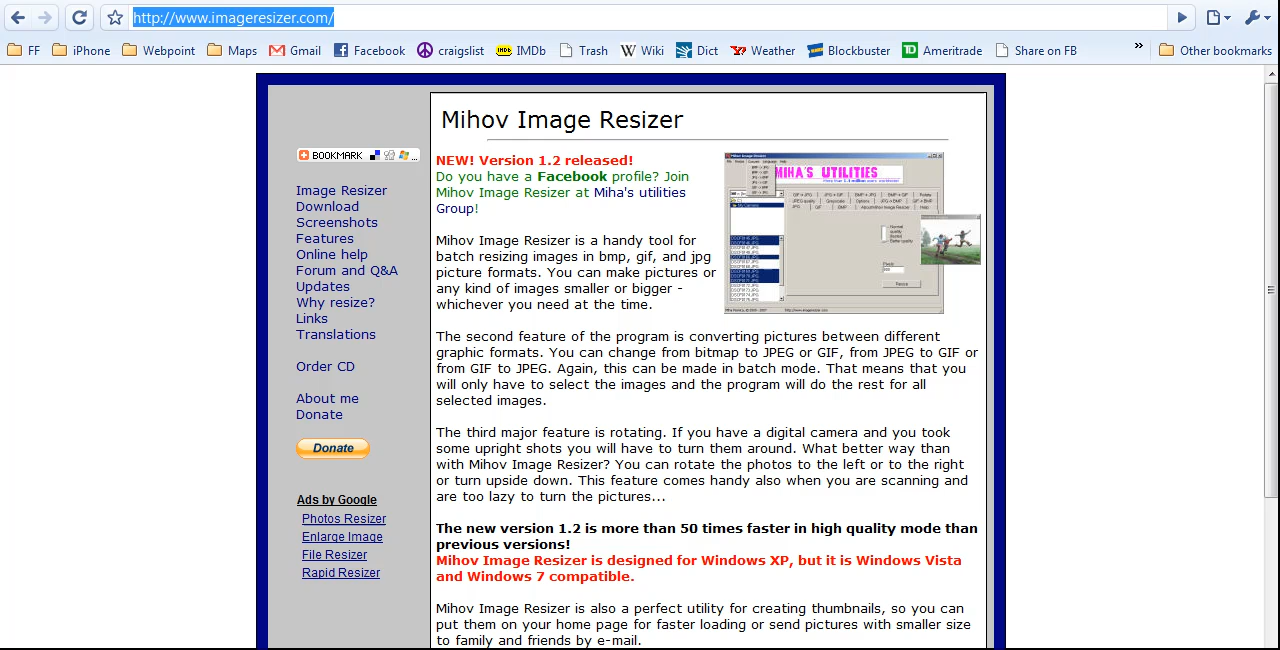 http://www.imageresizer.com/
FF iPhone Webpoint Maps Gmail Facebook craigslist IMDb Trash Wiki Dict Weather Blockbuster Ameritrade Share on FB » Other bookmarks
Mihov Image Resizer
BOOKMARK
Image Resizer
Download
Screenshots
Features
Online help
Forum and Q&A
Updates
Why resize?
Links
Translations
Order CD
About me
Donate
Donate
Ads by Google
Photos Resizer
Enlarge Image
File Resizer
Rapid Resizer
NEW! Version 1.2 released!
Do you have a Facebook profile? Join
Mihov Image Resizer at Miha's utilities
Group!
MIHA'S UTILITIES
Mihov Image Resizer is a handy tool for
batch resizing images in bmp, gif, and jpg
picture formats. You can make pictures or
any kind of images smaller or bigger -
whichever you need at the time.
The second feature of the program is converting pictures between different
graphic formats. You can change from bitmap to JPEG or GIF, from JPEG to GIF or
from GIF to JPEG. Again, this can be made in batch mode. That means that you
will only have to select the images and the program will do the rest for all
selected images.
The third major feature is rotating. If you have a digital camera and you took
some upright shots you will have to turn them around. What better way than
with Mihov Image Resizer? You can rotate the photos to the left or to the right
or turn upside down. This feature comes handy also when you are scanning and
are too lazy to turn the pictures...
The new version 1.2 is more than 50 times faster in high quality mode than
previous versions!
Mihov Image Resizer is designed for Windows XP, but it is Windows Vista
and Windows 7 compatible.
Mihov Image Resizer is also a perfect utility for creating thumbnails, so you can
put them on your home page for faster loading or send pictures with smaller size
to family and friends by e-mail.